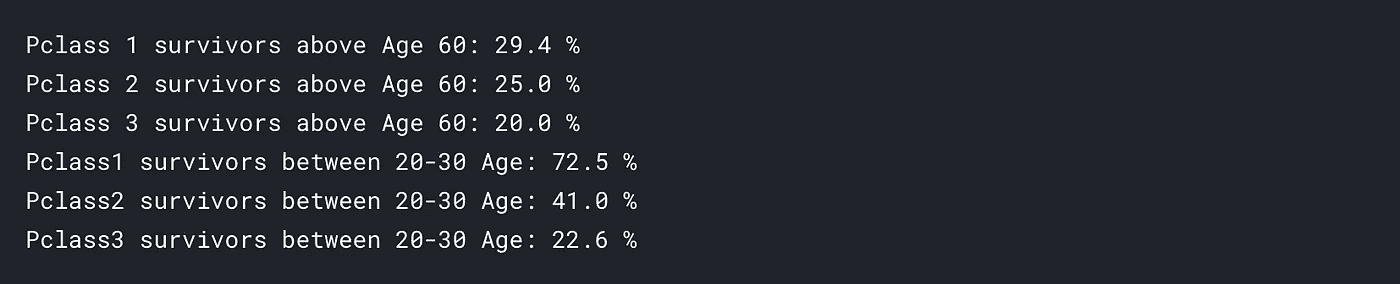 Pclass 1 survivors above Age 60: 29.4 %
Pclass 2 survivors above Age 60: 25.0 %
Pclass 3 survivors above Age 60: 20.0 %
Pclass1 survivors between 20-30 Age: 72.5 %
Pclass2 survivors between 20-30 Age: 41.0 %
Pclass3 survivors between 20-30 Age: 22.6 %